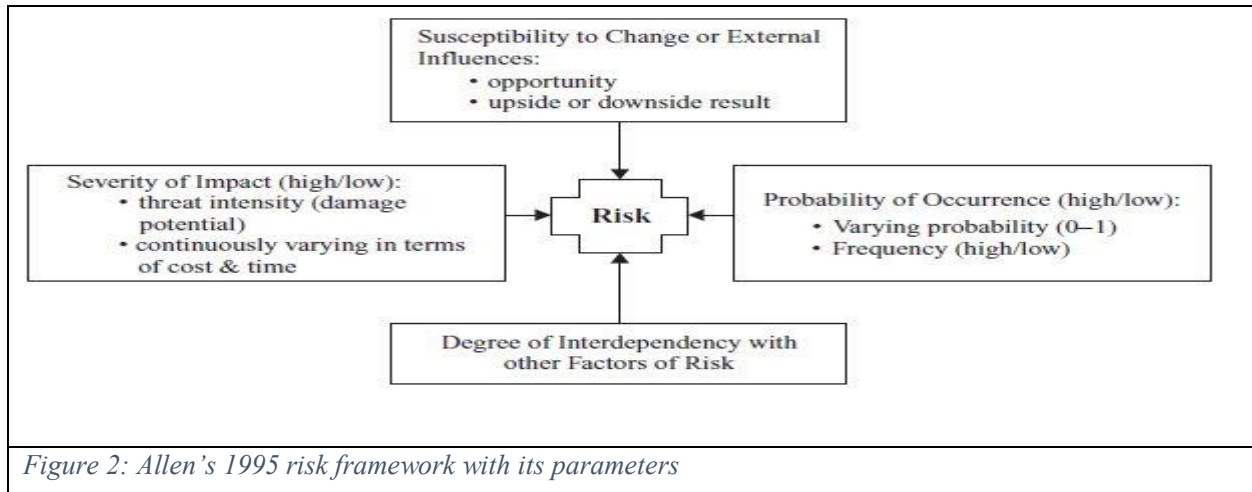 Susceptibility to Change or External
Influences:
• opportunity
• upside or downside result
Severity of Impact (high/low):
• threat intensity (damage
potential)
• continuously varying in terms
of cost & time
Risk
Probability of Occurrence (high/low):
• Varying probability (0–1)
• Frequency (high/low)
Degree of Interdependency with
other Factors of Risk
Figure 2: Allen’s 1995 risk framework with its parameters